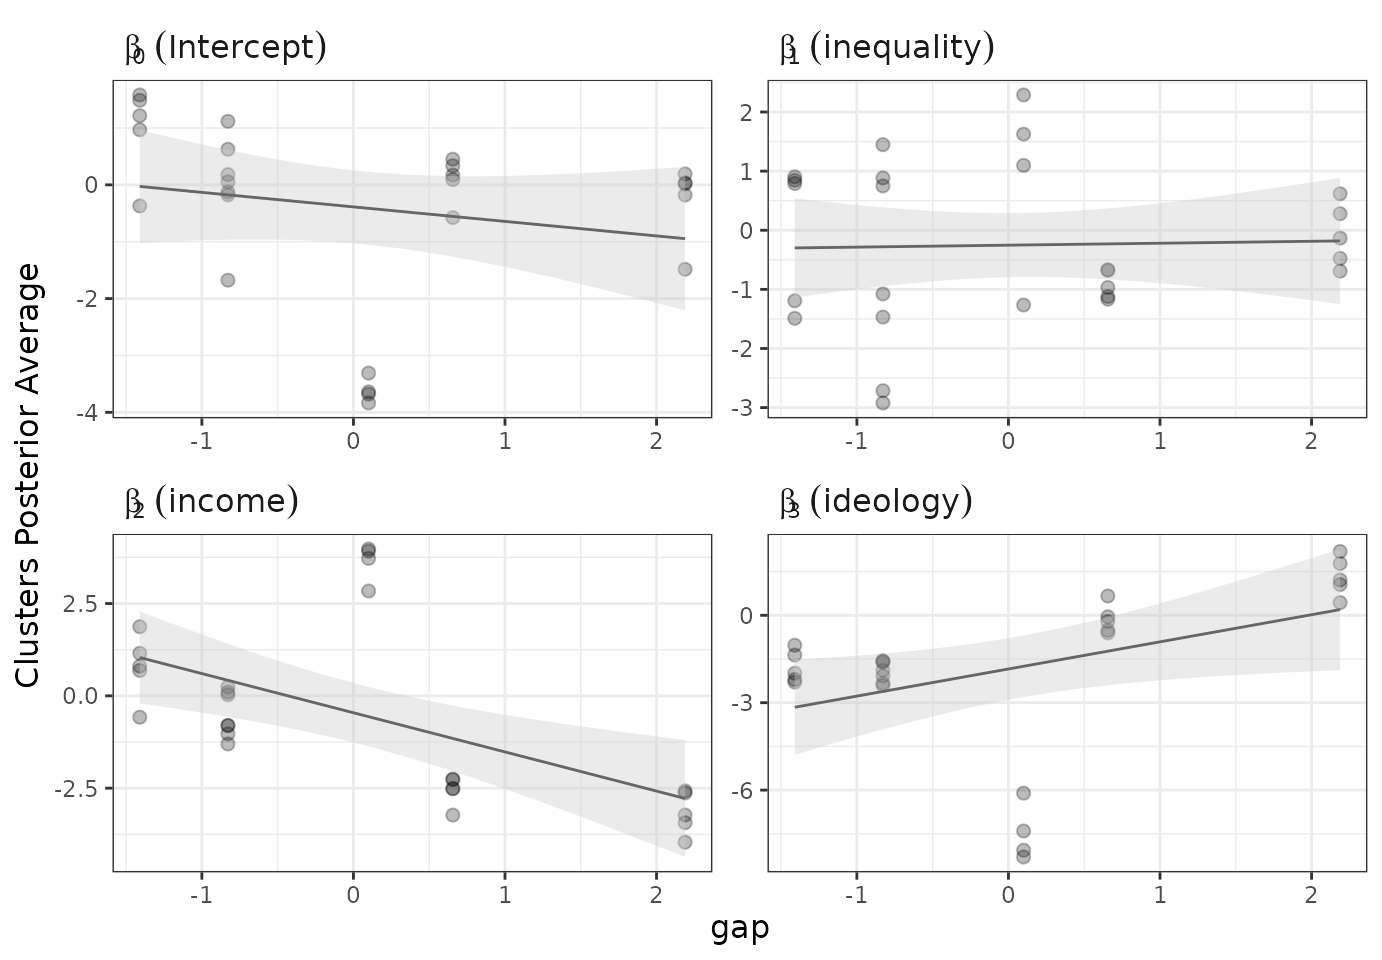 β0 (Intercept)
β1 (inequality)
0
-2
-4
2
1
0
-1
-2
-3
-1 0 1 2
-1 0 1 2
Clusters Posterior Average
β2 (income)
β3 (ideology)
2.5
0.0
-2.5
0
-3
-6
-1 0 1 2
-1 0 1 2
gap